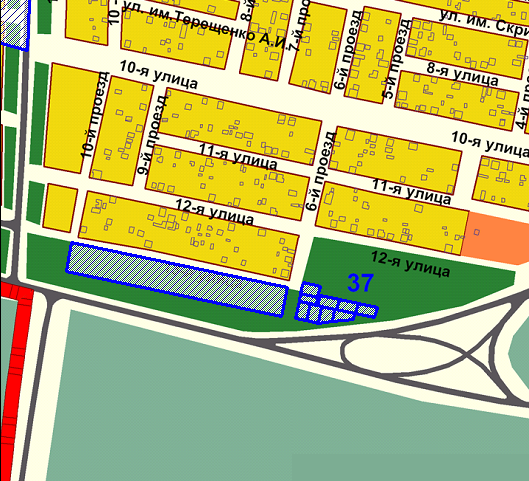 ул. им. Терещенко А.И.
ул. им. Скри
10-я улица
8-я улица
10-я улица
11-я улица
11-я улица
12-я улица
12-я улица
10-й проезд
9-й проезд
7-й про
6-й проезд
5-й проезд
6-й проезд
37